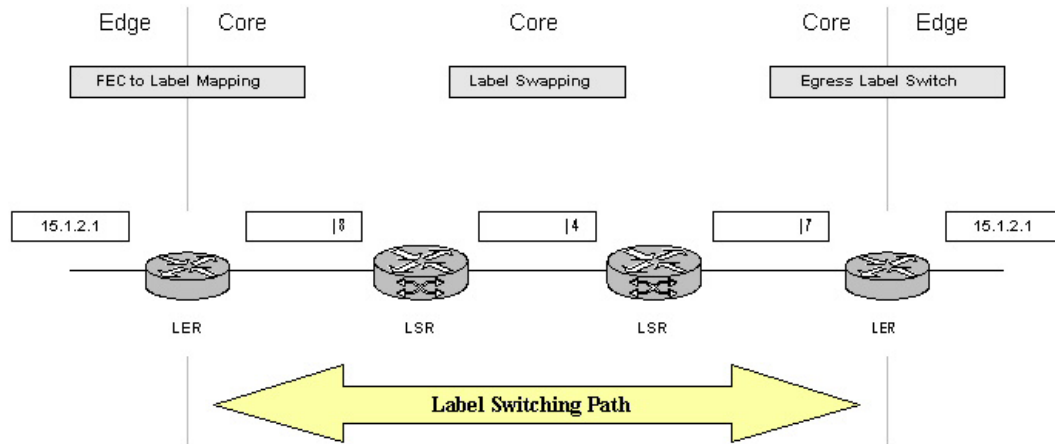 Edge Core Core Core Edge
FEC to Label Mapping
Label Swapping
Egress Label Switch
15.1.2.1
|8
|4
|7
15.1.2.1
LER
LSR
LSR
LER
Label Switching Path